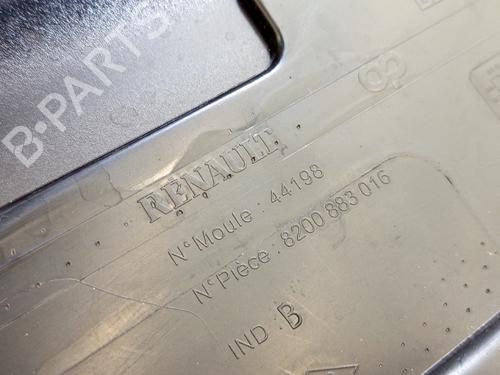 B-PARTS
RENAULT
N° Moule : 44198
N° Pièce : 8200 883 016
IND B